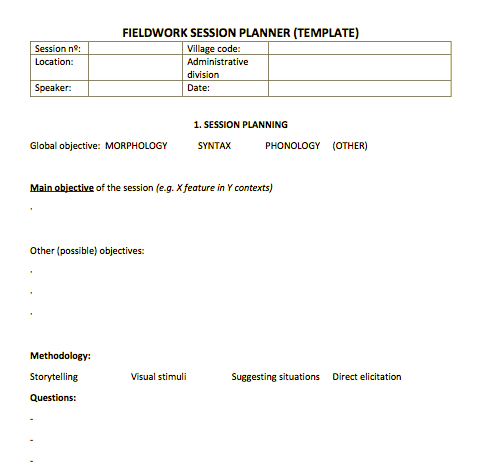 FIELDWORK SESSION PLANNER (TEMPLATE)
Session nº: Village code:
Location: Administrative
division
Speaker: Date:
1. SESSION PLANNING
Global objective: MORPHOLOGY SYNTAX PHONOLOGY (OTHER)
Main objective of the session (e.g. X feature in Y contexts)
.
Other (possible) objectives:
.
.
.
Methodology:
Storytelling Visual stimuli Suggesting situations Direct elicitation
Questions:
-
-
-